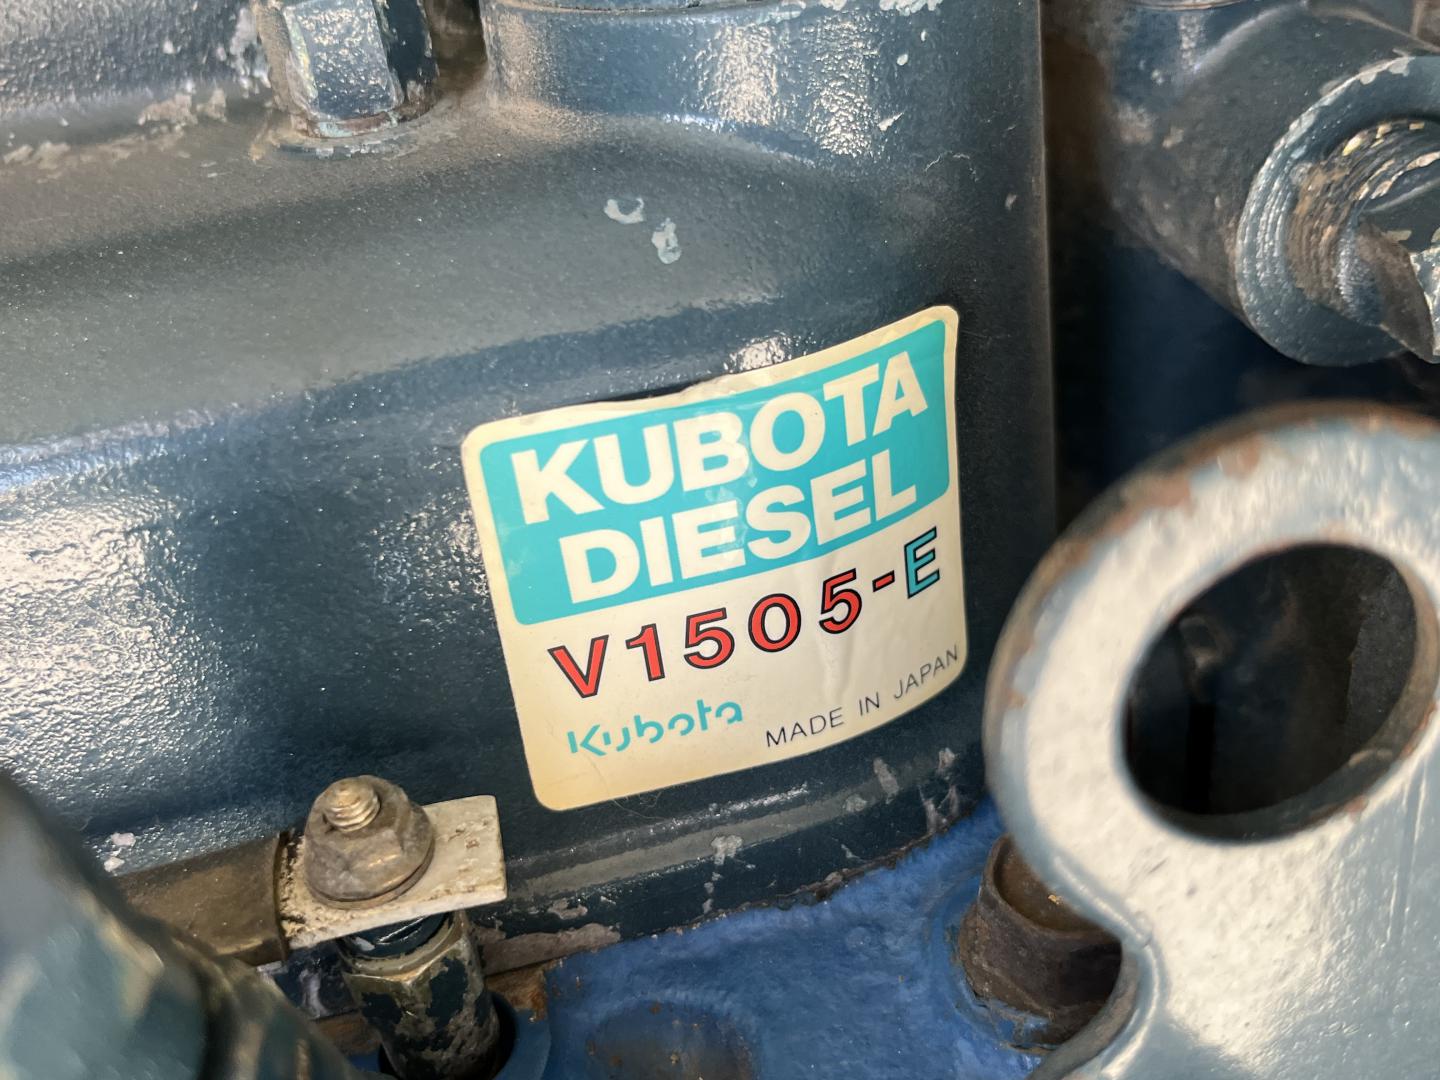 KUBOTA
DIESEL
V1505-E
Kubota MADE IN JAPAN